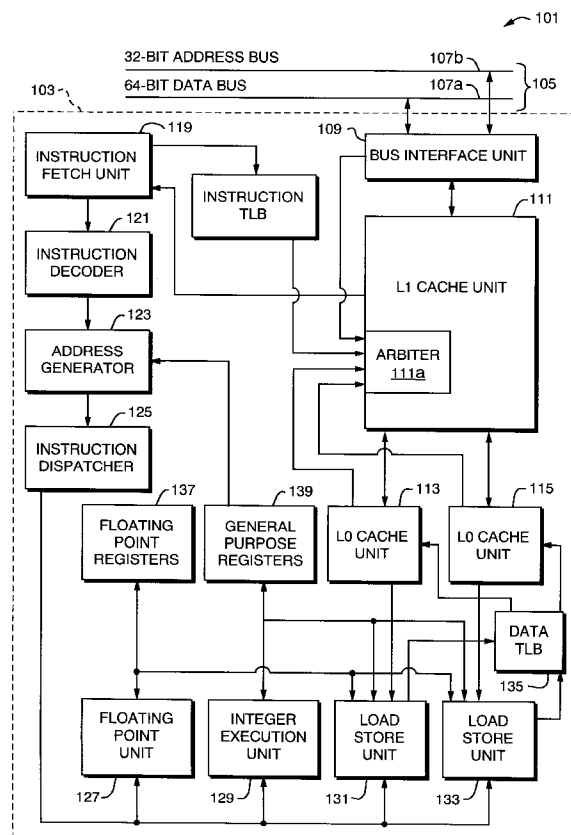 101
32-BIT ADDRESS BUS
107b
64-BIT DATA BUS
107a
105
103
119
INSTRUCTION
FETCH UNIT
109
BUS INTERFACE UNIT
INSTRUCTION
TLB
111
121
INSTRUCTION
DECODER
L1 CACHE UNIT
123
ADDRESS
GENERATOR
ARBITER
111a
125
INSTRUCTION
DISPATCHER
137
139
113
115
FLOATING
POINT
REGISTERS
GENERAL
PURPOSE
REGISTERS
L0 CACHE
UNIT
L0 CACHE
UNIT
DATA
TLB
135
FLOATING
POINT
UNIT
INTEGER
EXECUTION
UNIT
LOAD
STORE
UNIT
LOAD
STORE
UNIT
127
129
131
133